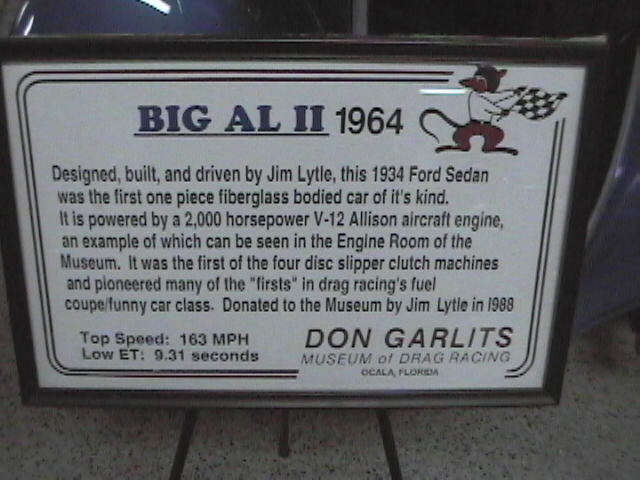 BIG AL II 1964
Designed, built, and driven by Jim Lytle, this 1934 Ford Sedan
was the first one piece fiberglass bodied car of it's kind.
It is powered by a 2,000 horsepower V-12 Allison aircraft engine,
an example of which can be seen in the Engine Room of the
Museum. It was the first of the four disc slipper clutch machines
and pioneered many of the "firsts" in drag racing's fuel
coupe/funny car class. Donated to the Museum by Jim Lytle in 1988
Top Speed: 163 MPH
Low ET: 9.31 seconds
DON GARLITS
MUSEUM of DRAG RACING
OCALA, FLORIDA